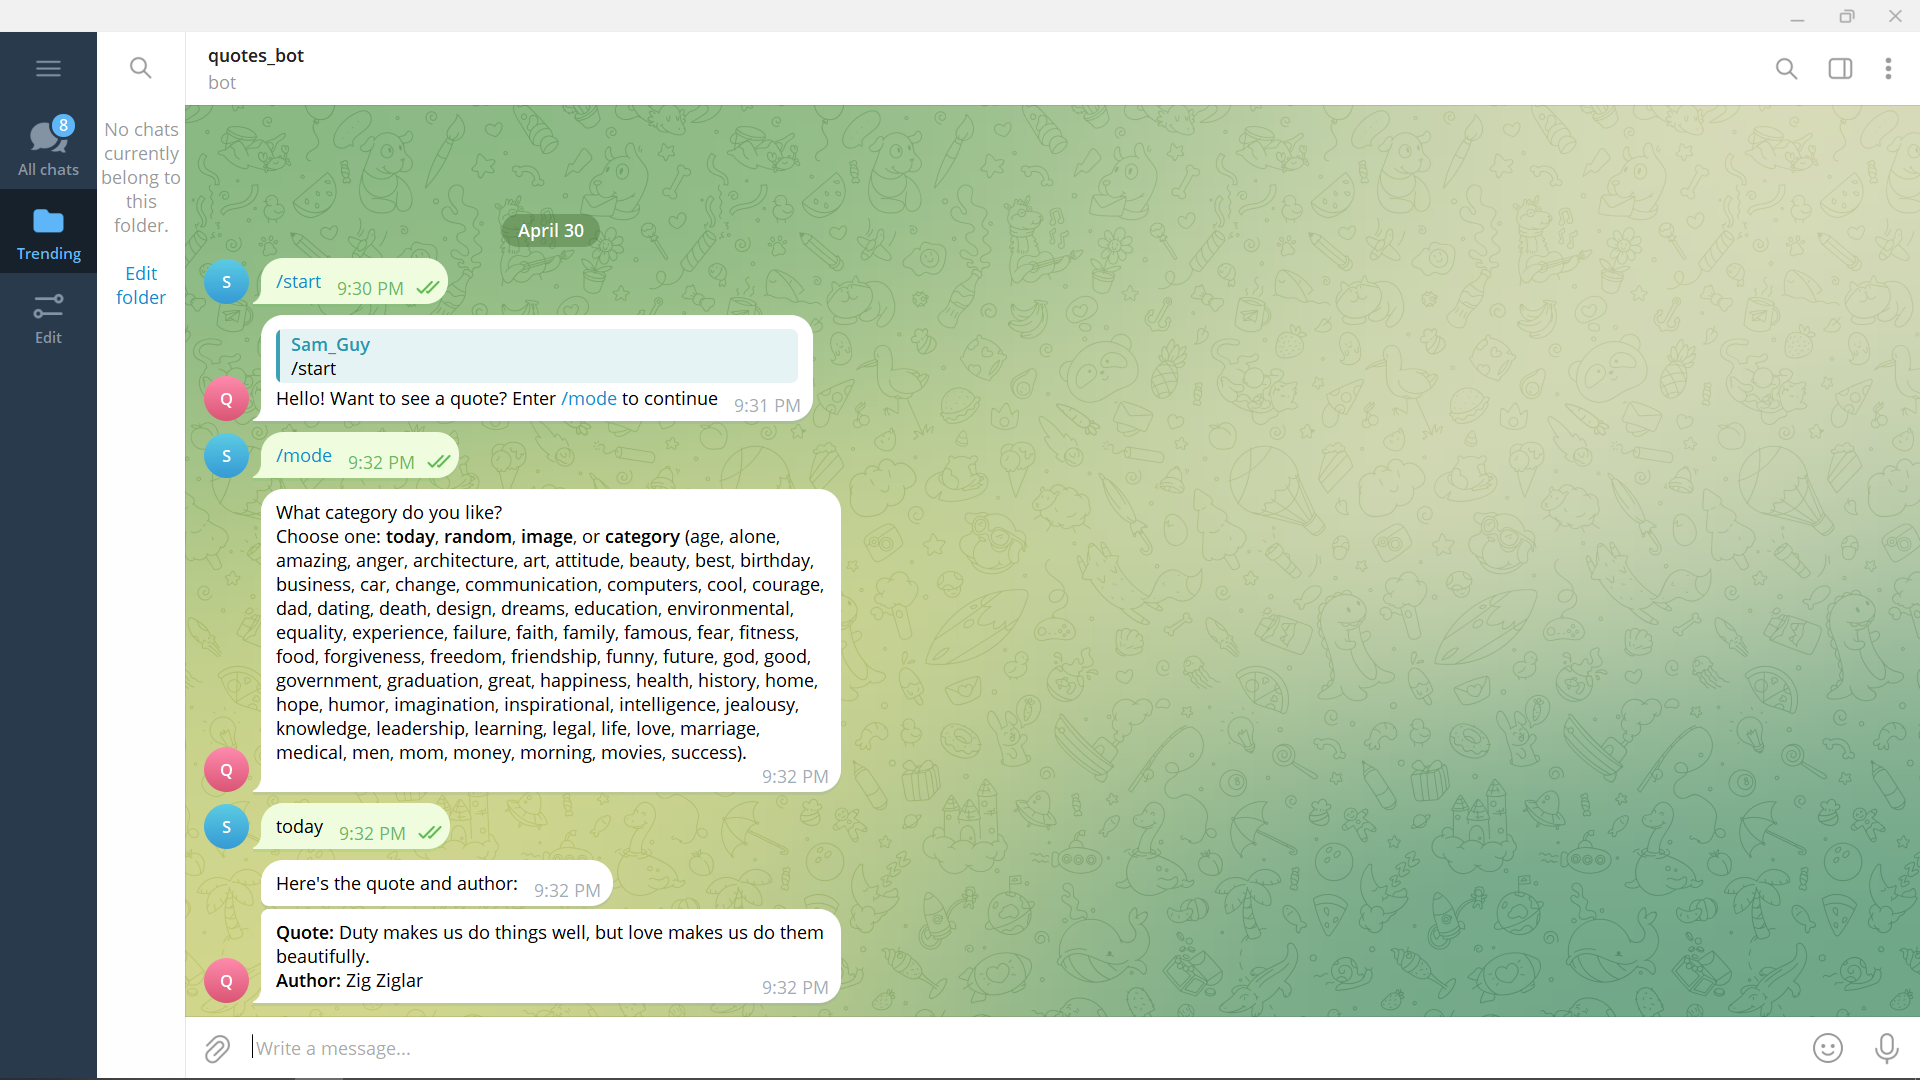 8
All chats
Trending
Edit
No chats
currently
belong to
this
folder.
Edit
folder
quotes_bot
bot
April 30
S
/start 9:30 PM
Sam_Guy
/start
Q
Hello! Want to see a quote? Enter /mode to continue 9:31 PM
S
/mode 9:32 PM
What category do you like?
Choose one: today, random, image, or category (age, alone,
amazing, anger, architecture, art, attitude, beauty, best, birthday,
business, car, change, communication, computers, cool, courage,
dad, dating, death, design, dreams, education, environmental,
equality, experience, failure, faith, family, famous, fear, fitness,
food, forgiveness, freedom, friendship, funny, future, god, good,
government, graduation, great, happiness, health, history, home,
hope, humor, imagination, inspirational, intelligence, jealousy,
knowledge, leadership, learning, legal, life, love, marriage,
medical, men, mom, money, morning, movies, success).
Q
9:32 PM
S
today 9:32 PM
Here's the quote and author: 9:32 PM
Quote: Duty makes us do things well, but love makes us do them
beautifully.
Q
Author: Zig Ziglar 9:32 PM
Write a message...